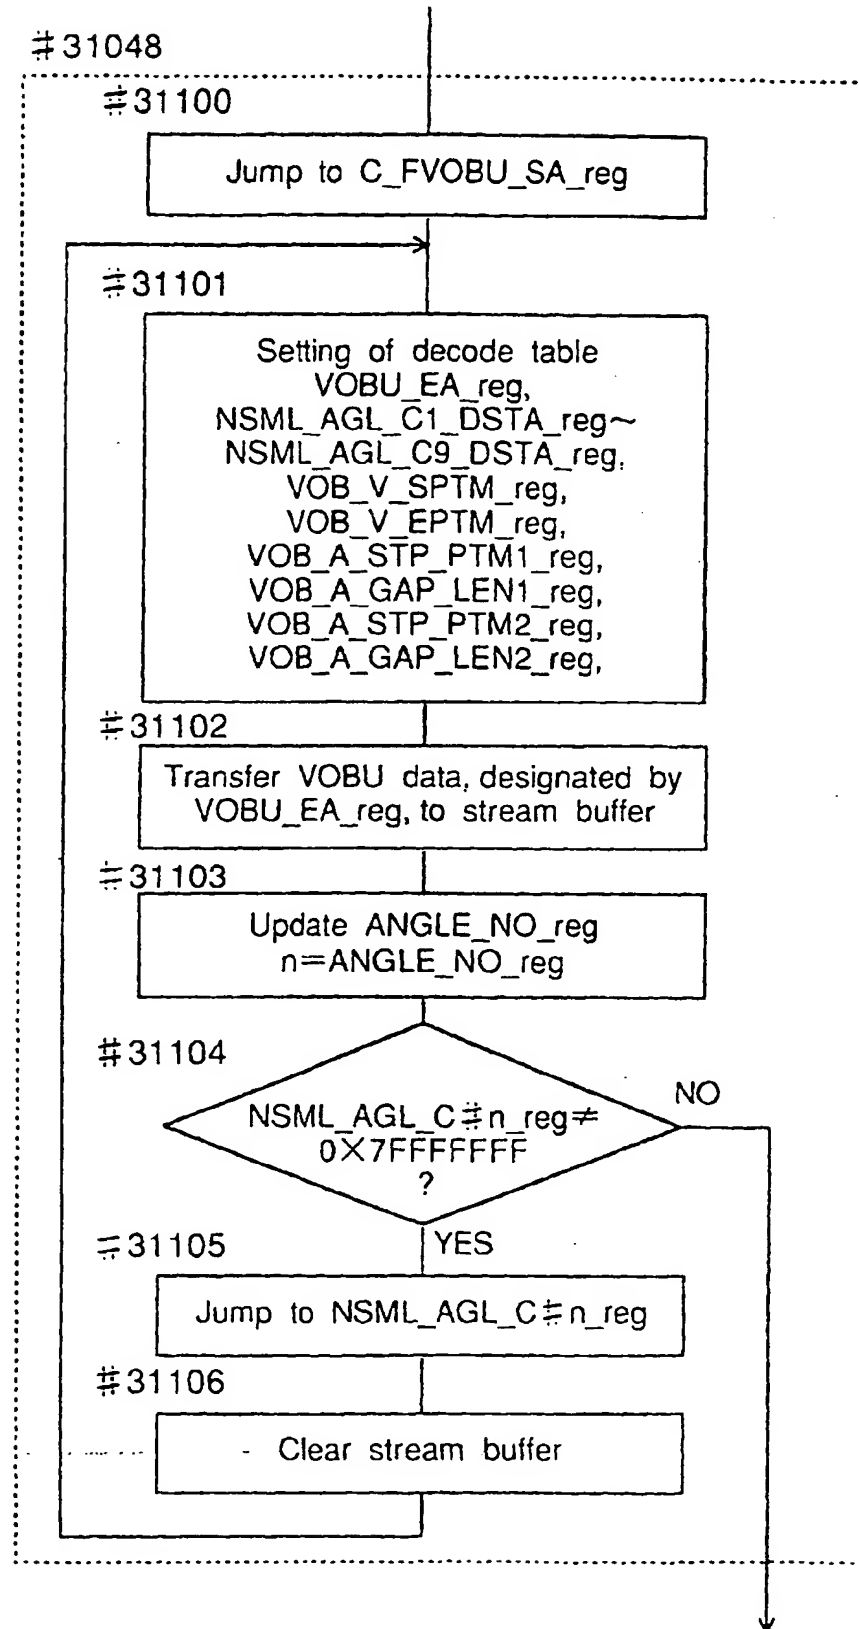 #31048
#31100
Jump to C_FVOBU_SA_reg
#31101
Setting of decode table
VOBU_EA_reg,
NSML_AGL_C1_DSTA_reg~
NSML_AGL_C9_DSTA_reg,
VOB_V_SPTM_reg,
VOB_V_EPTM_reg,
VOB_A_STP_PTM1_reg,
VOB_A_GAP_LEN1_reg,
VOB_A_STP_PTM2_reg,
VOB_A_GAP_LEN2_reg,
#31102
Transfer VOBU data, designated by
VOBU_EA_reg, to stream buffer
#31103
Update ANGLE_NO_reg
n=ANGLE_NO_reg
#31104
NSML_AGL_C#n_reg≠
0X7FFFFFFF
?
NO
#31105
YES
Jump to NSML_AGL_C#n_reg
#31106
Clear stream buffer